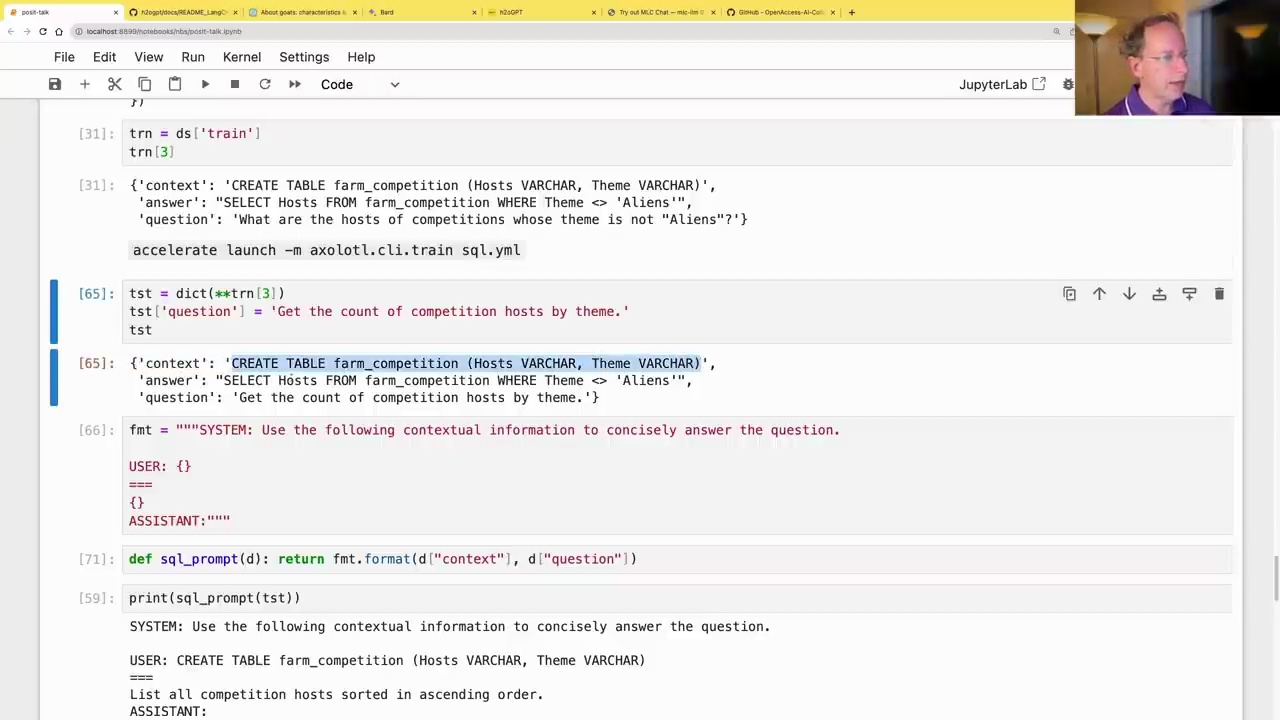 posit-talk
h2ogpt/docs/README_LangCh
About goals: characteristics &
Bard
h2oGPT
Try out MLC Chat — mlc-llm 0
GitHub - OpenAccess-AI-Coll
localhost:8899/notebooks/nbs/posit-talk.ipynb
File Edit View Run Kernel Settings Help
Code
JupyterLab
})
[31]: trn = ds['train']
trn[3]
[31]: {'context': 'CREATE TABLE farm_competition (Hosts VARCHAR, Theme VARCHAR)',
'answer': "SELECT Hosts FROM farm_competition WHERE Theme <> 'Aliens'",
'question': 'What are the hosts of competitions whose theme is not "Aliens"?'}
accelerate launch -m axolotl.cli.train sql.yml
[65]: tst = dict(**trn[3])
tst['question'] = 'Get the count of competition hosts by theme.'
tst
[65]: {'context': 'CREATE TABLE farm_competition (Hosts VARCHAR, Theme VARCHAR)',
'answer': "SELECT Hosts FROM farm_competition WHERE Theme <> 'Aliens'",
'question': 'Get the count of competition hosts by theme.'}
[66]: fmt = """SYSTEM: Use the following contextual information to concisely answer the question.
USER: {}
===
{}
ASSISTANT:"""
[71]: def sql_prompt(d): return fmt.format(d["context"], d["question"])
[59]: print(sql_prompt(tst))
SYSTEM: Use the following contextual information to concisely answer the question.
USER: CREATE TABLE farm_competition (Hosts VARCHAR, Theme VARCHAR)
===
List all competition hosts sorted in ascending order.
ASSISTANT: